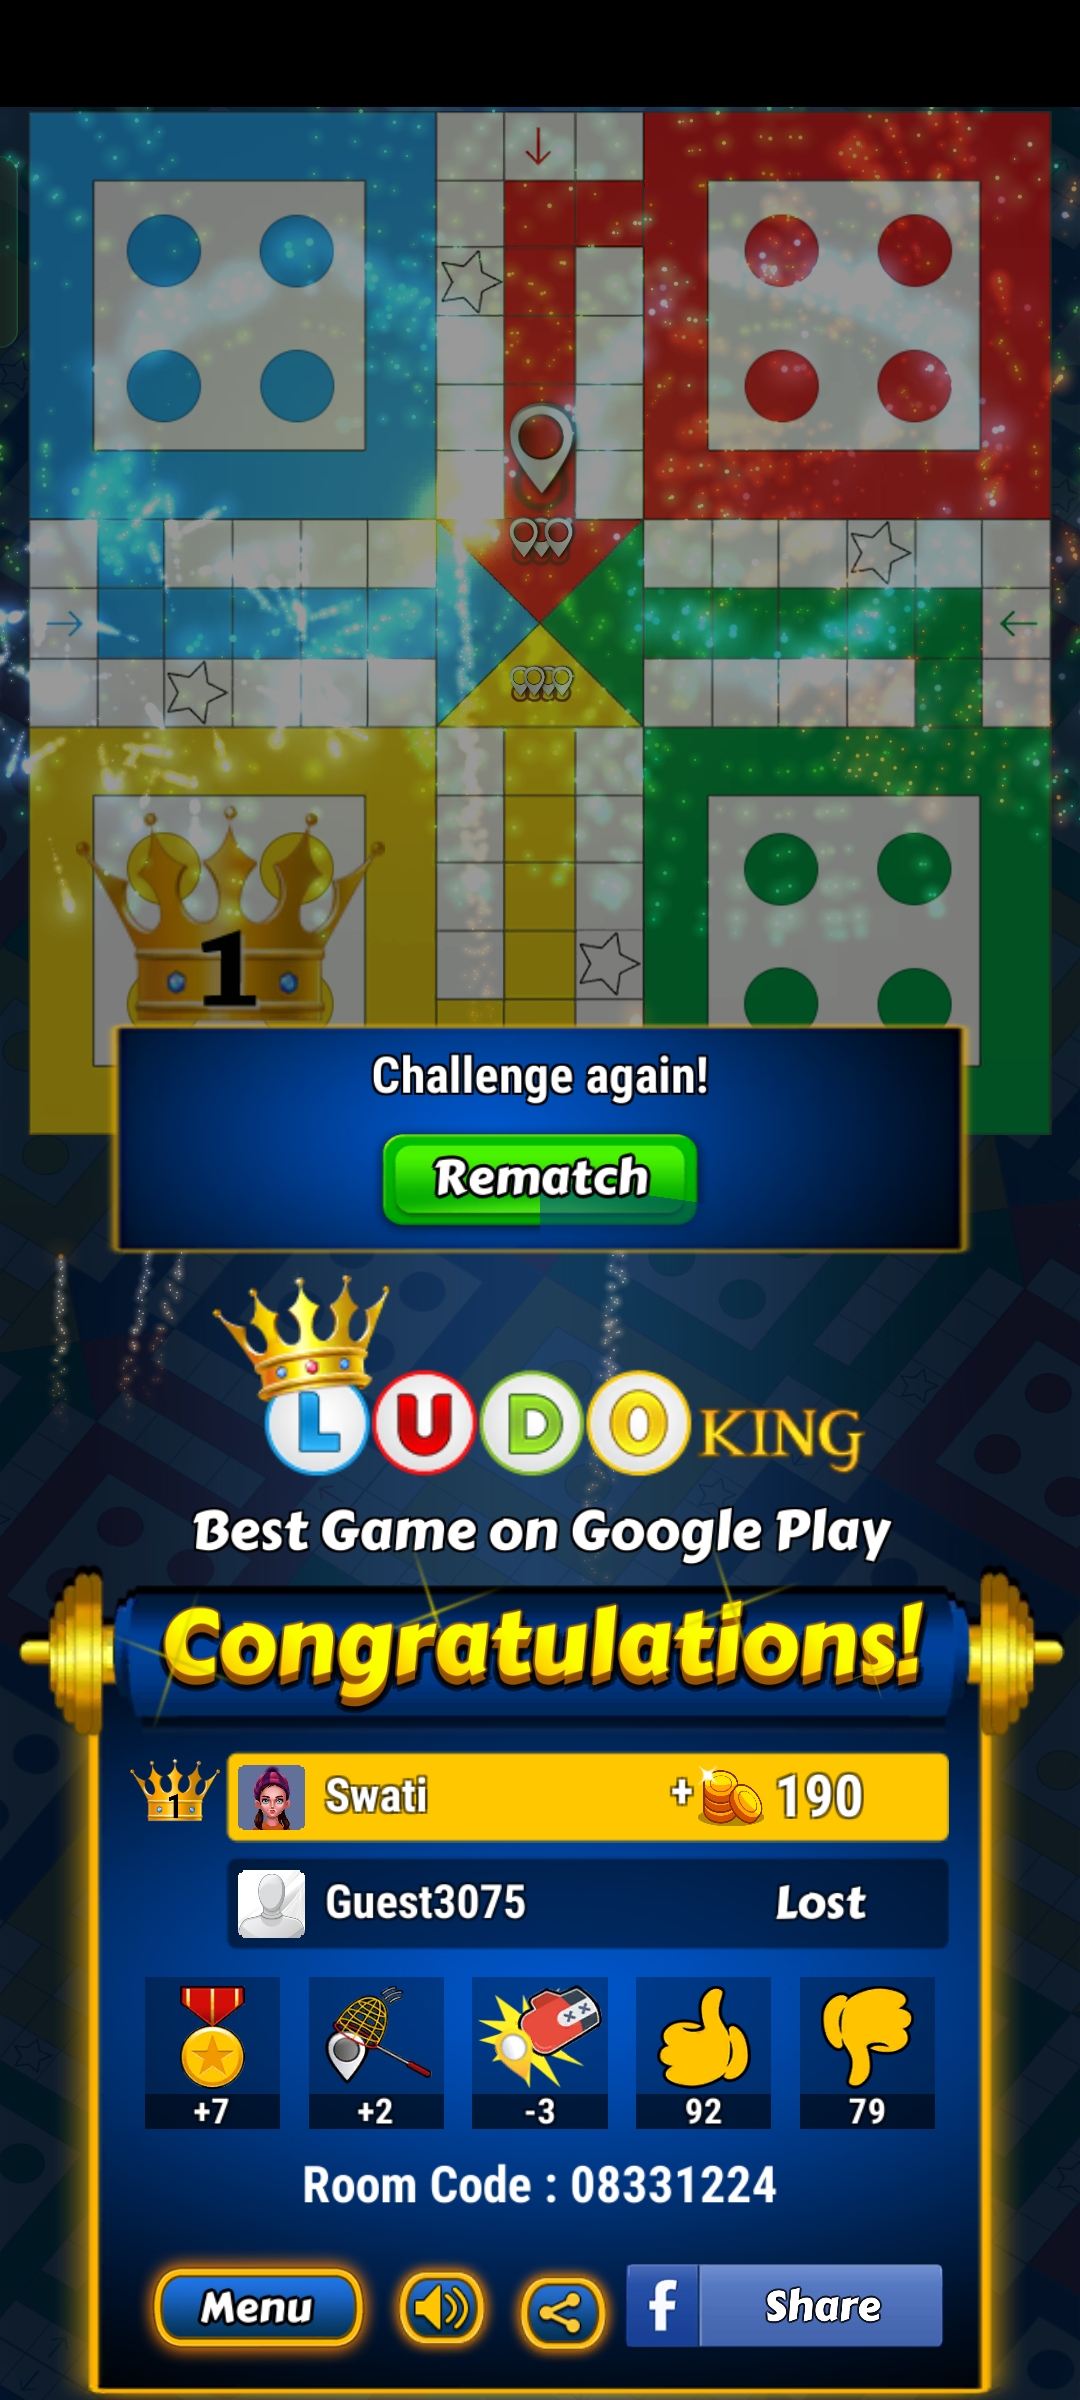 1
Challenge again!
Rematch
LUDO KING
Best Game on Google Play
Congratulations!
1 Swati + 190
Guest3075 Lost
+7 +2 -3 92 79
Room Code : 08331224
Menu f Share